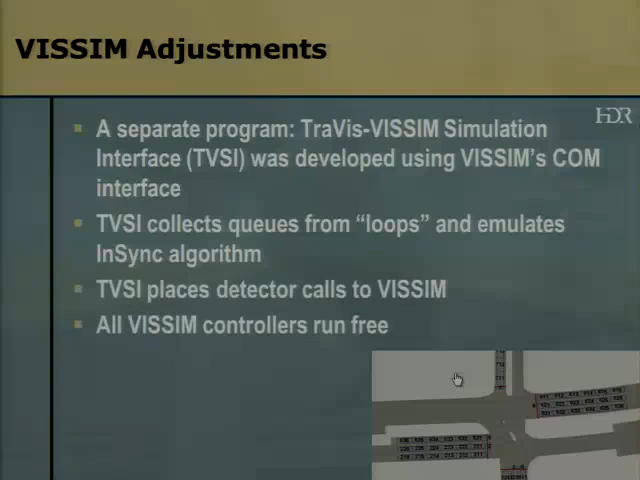 VISSIM Adjustments
HDR
A separate program: TraVis-VISSIM Simulation
Interface (TVSI) was developed using VISSIM's COM
interface
TVSI collects queues from “loops” and emulates
InSync algorithm
TVSI places detector calls to VISSIM
All VISSIM controllers run free